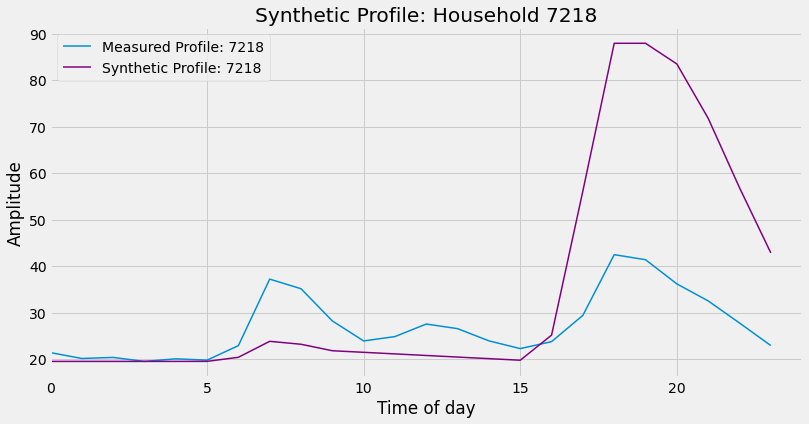 Synthetic Profile: Household 7218
Measured Profile: 7218
Synthetic Profile: 7218
Amplitude
90
80
70
60
50
40
30
20
0 5 10 15 20
Time of day